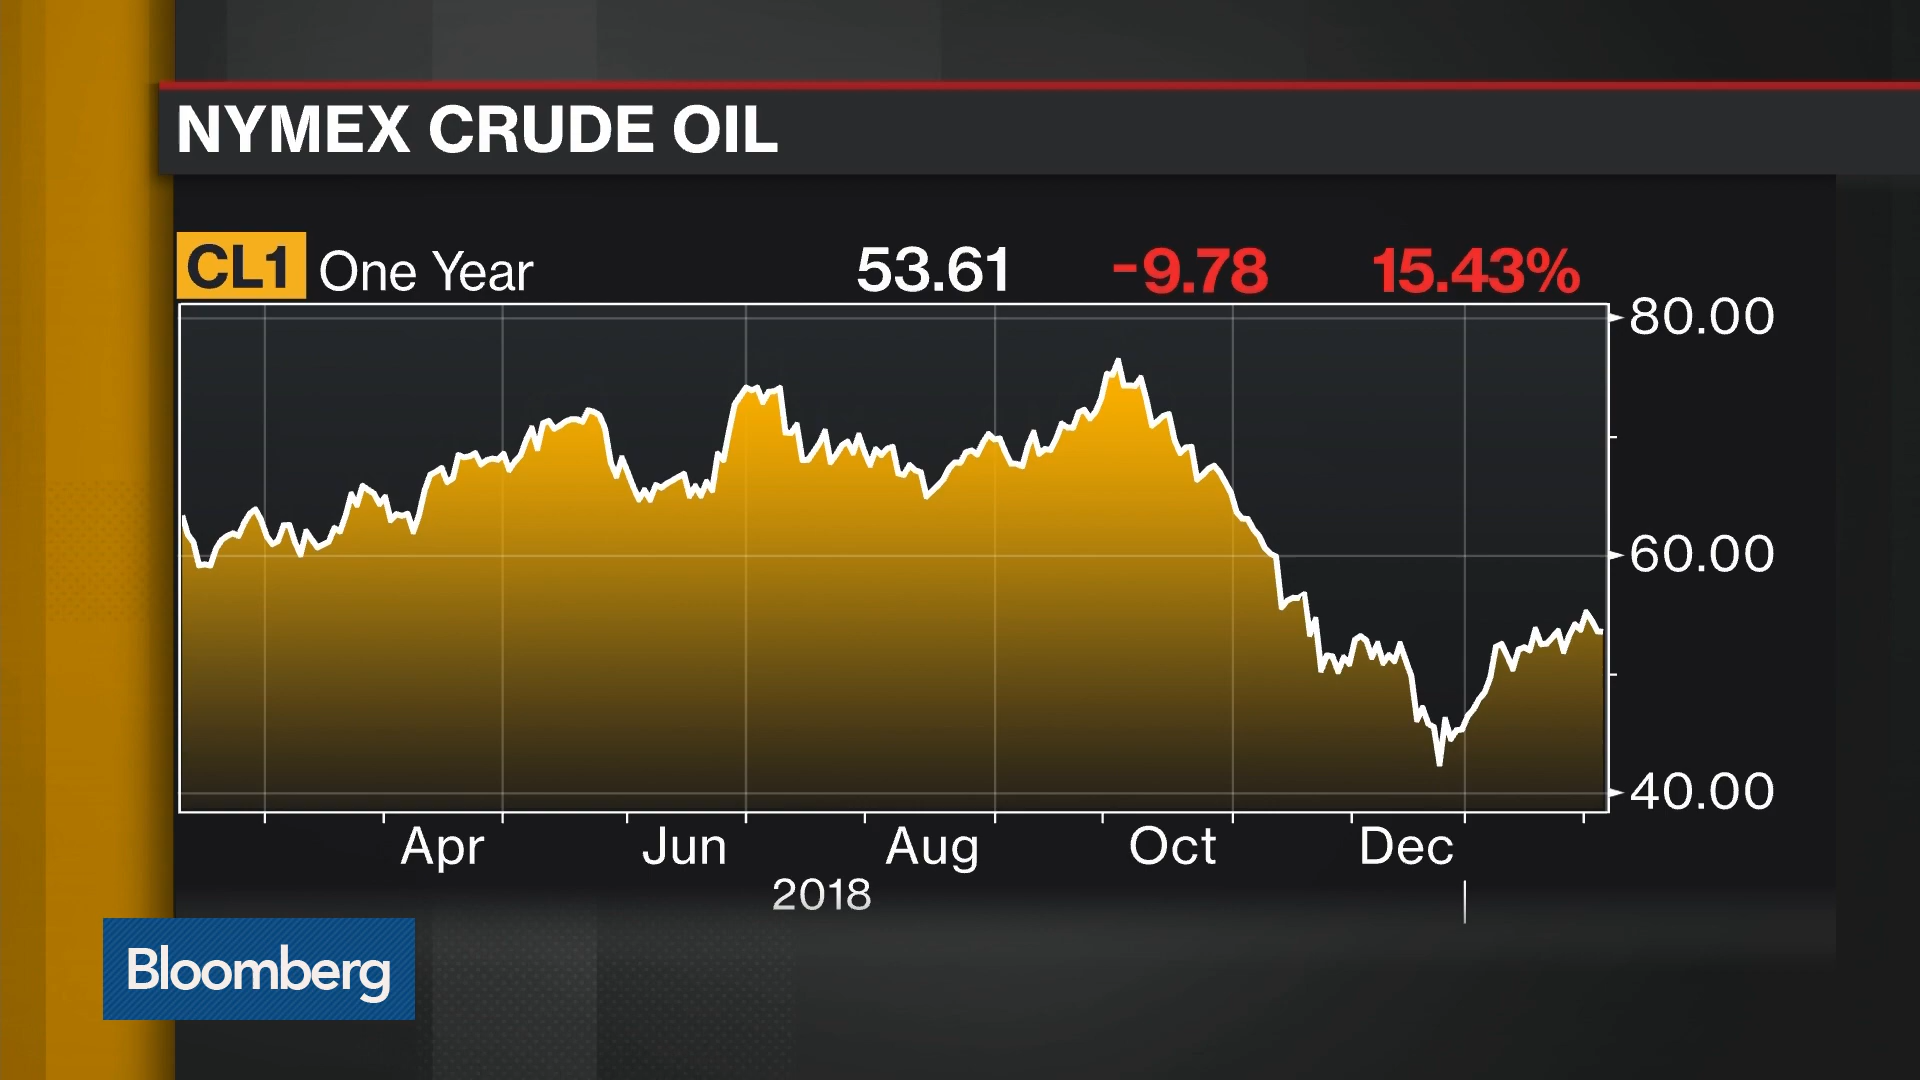 NYMEX CRUDE OIL
CL1 One Year 53.61 -9.78 15.43%
80.00
60.00
40.00
Apr Jun Aug Oct Dec
2018
Bloomberg